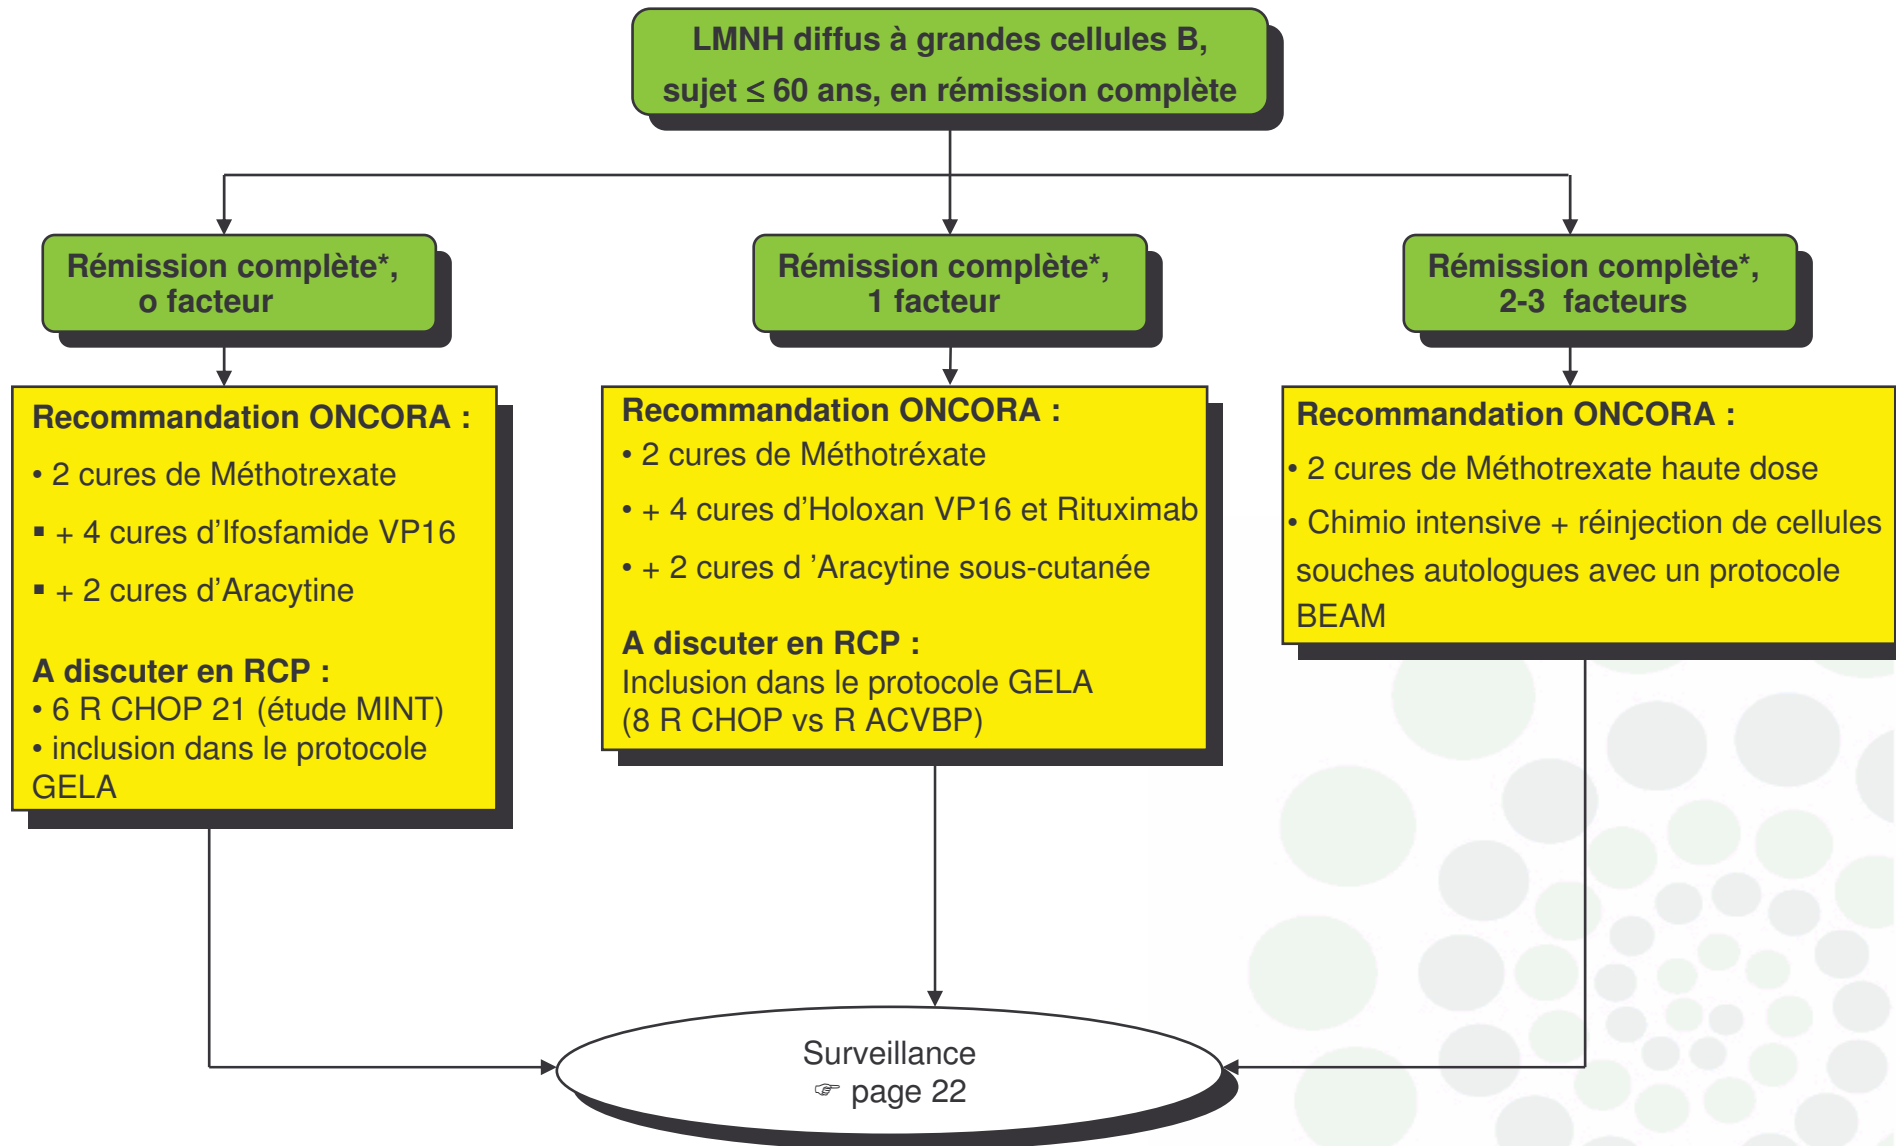 LMNH diffus à grandes cellules B,
sujet ≤ 60 ans, en rémission complète
Rémission complète*,
o facteur
Rémission complète*,
1 facteur
Rémission complète*,
2-3 facteurs
Recommandation ONCORA :
• 2 cures de Méthotrexate
▪ + 4 cures d’Ifosfamide VP16
▪ + 2 cures d’Aracytine
A discuter en RCP :
• 6 R CHOP 21 (étude MINT)
• inclusion dans le protocole
GELA
Recommandation ONCORA :
• 2 cures de Méthotréxate
• + 4 cures d’Holoxan VP16 et Rituximab
• + 2 cures d ’Aracytine sous-cutanée
A discuter en RCP :
Inclusion dans le protocole GELA
(8 R CHOP vs R ACVBP)
Recommandation ONCORA :
• 2 cures de Méthotrexate haute dose
• Chimio intensive + réinjection de cellules
souches autologues avec un protocole
BEAM
Surveillance
☞ page 22